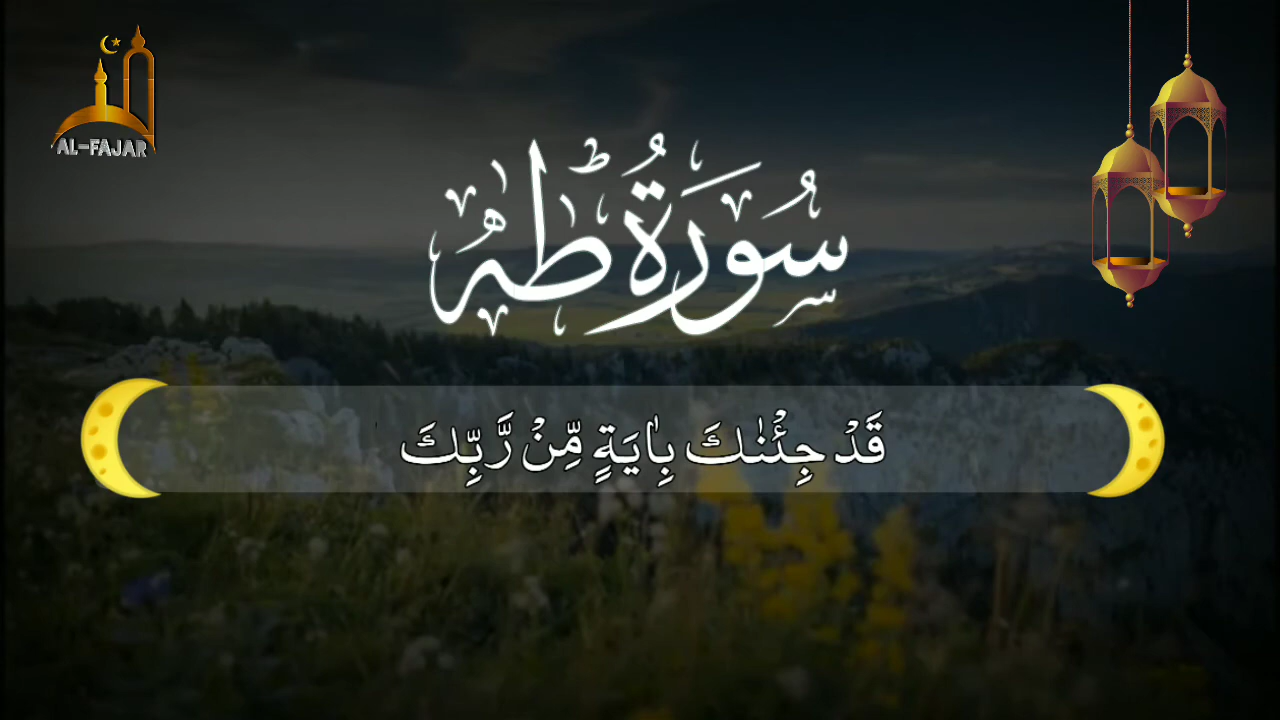 AL-FAJAR
سُورَةُ طٰهٰ
قَدْ جِئْنٰكَ بِاٰيَةٍ مِّنْ رَّبِّكَ